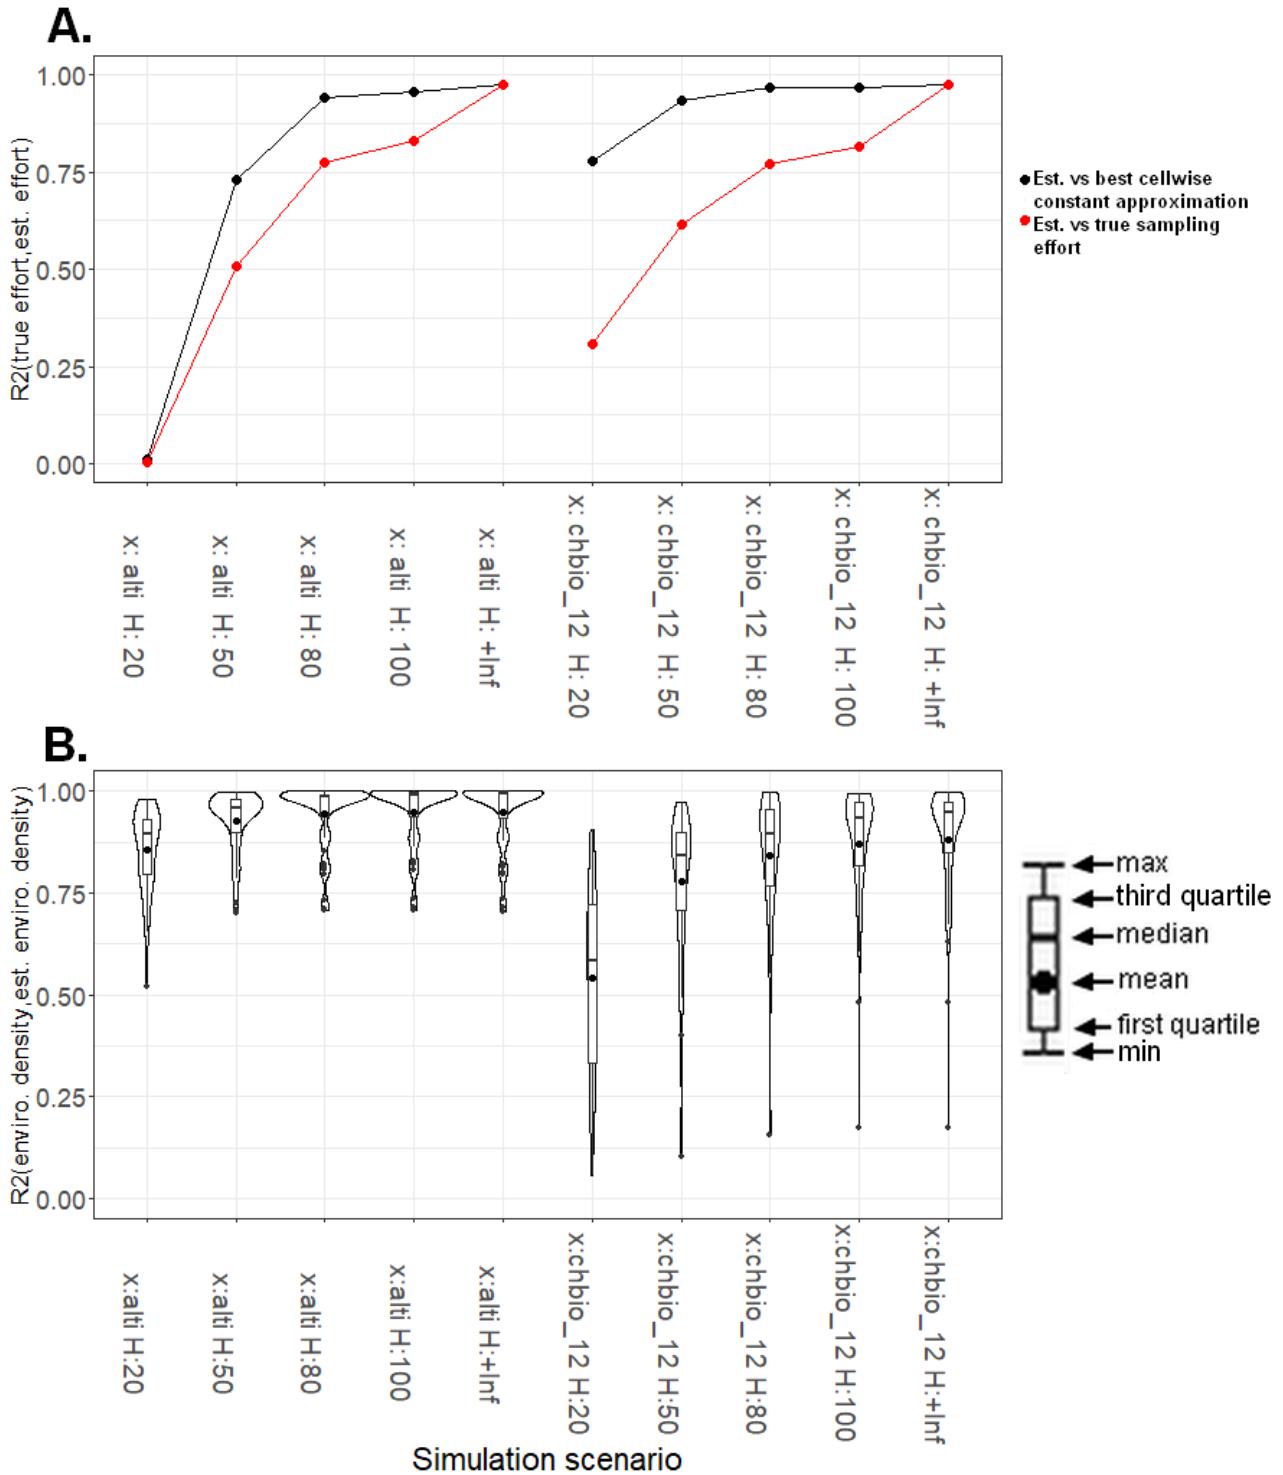 A.
1.00
0.75
0.50
0.25
0.00
R2(true effort,est. effort)
Est. vs best cellwise
constant approximation
Est. vs true sampling
effort
x: alti H: 20
x: alti H: 50
x: alti H: 80
x: alti H: 100
x: alti H: +Inf
x: chbio_12 H: 20
x: chbio_12 H: 50
x: chbio_12 H: 80
x: chbio_12 H: 100
x: chbio_12 H: +Inf
B.
1.00
0.75
0.50
0.25
0.00
R2(enviro. density,est. enviro. density)
max
third quartile
median
mean
first quartile
min
x:alti H:20
x:alti H:50
x:alti H:80
x:alti H:100
x:alti H:+Inf
x:chbio_12 H:20
x:chbio_12 H:50
x:chbio_12 H:80
x:chbio_12 H:100
x:chbio_12 H:+Inf
Simulation scenario